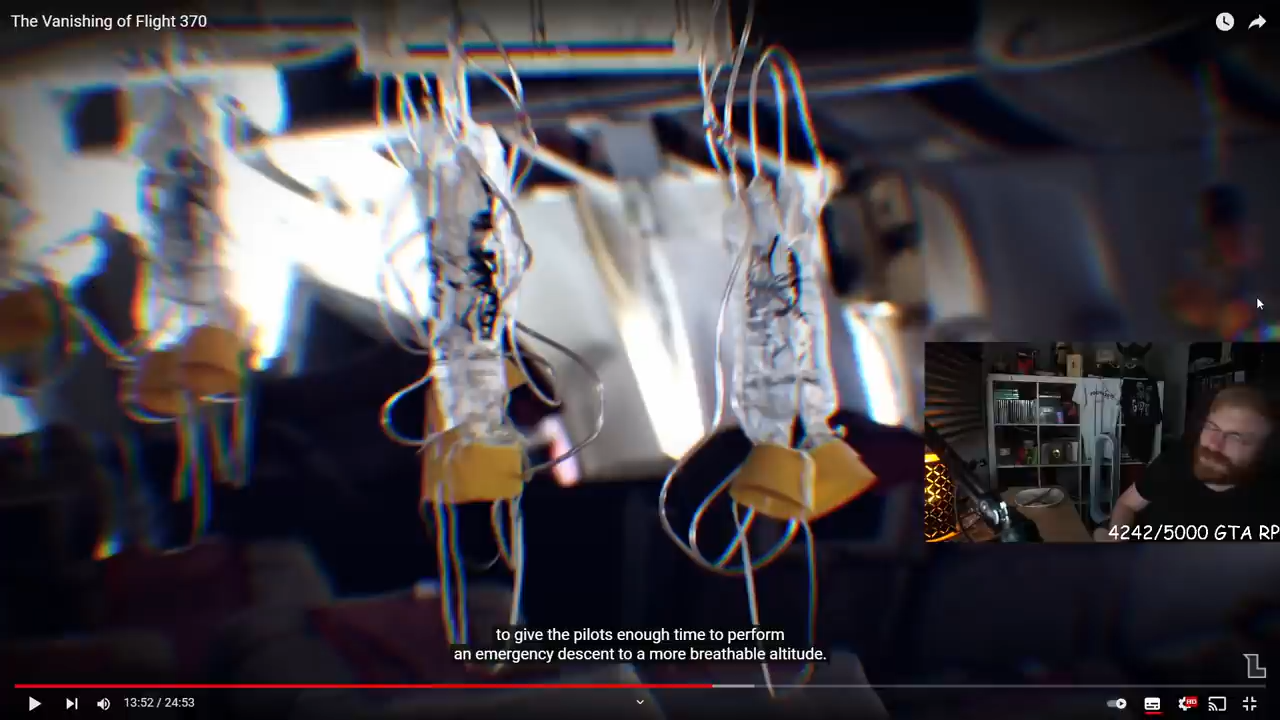 The Vanishing of Flight 370
4242/5000 GTA RP
to give the pilots enough time to perform
an emergency descent to a more breathable altitude.
13:52 / 24:53
HD